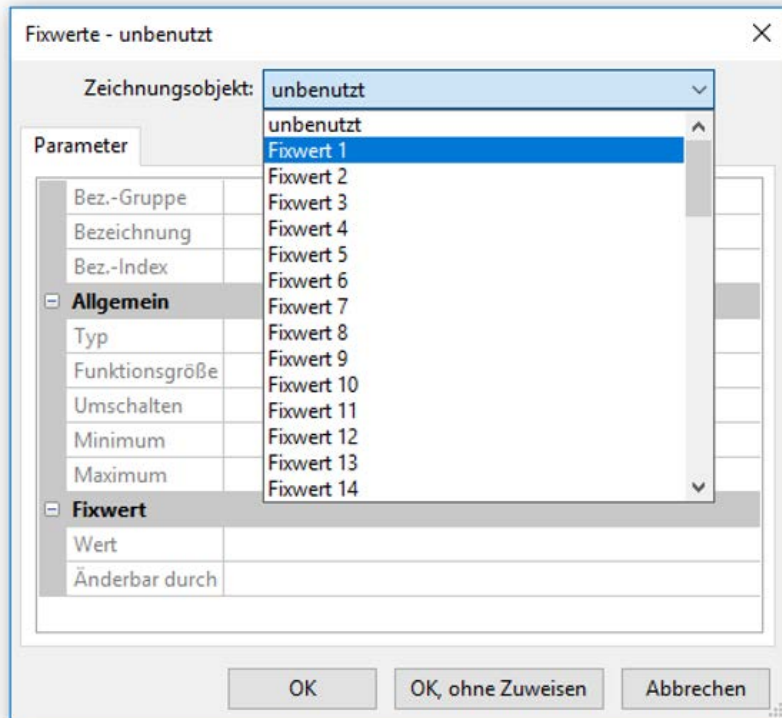 Fixwerte - unbenutzt
Zeichnungsobjekt: unbenutzt
unbenutzt
Fixwert 1
Fixwert 2
Fixwert 3
Fixwert 4
Fixwert 5
Fixwert 6
Fixwert 7
Fixwert 8
Fixwert 9
Fixwert 10
Fixwert 11
Fixwert 12
Fixwert 13
Fixwert 14
Parameter
Bez.-Gruppe
Bezeichnung
Bez.-Index
Allgemein
Typ
Funktionsgröße
Umschalten
Minimum
Maximum
Fixwert
Wert
Änderbar durch
OK OK, ohne Zuweisen Abbrechen